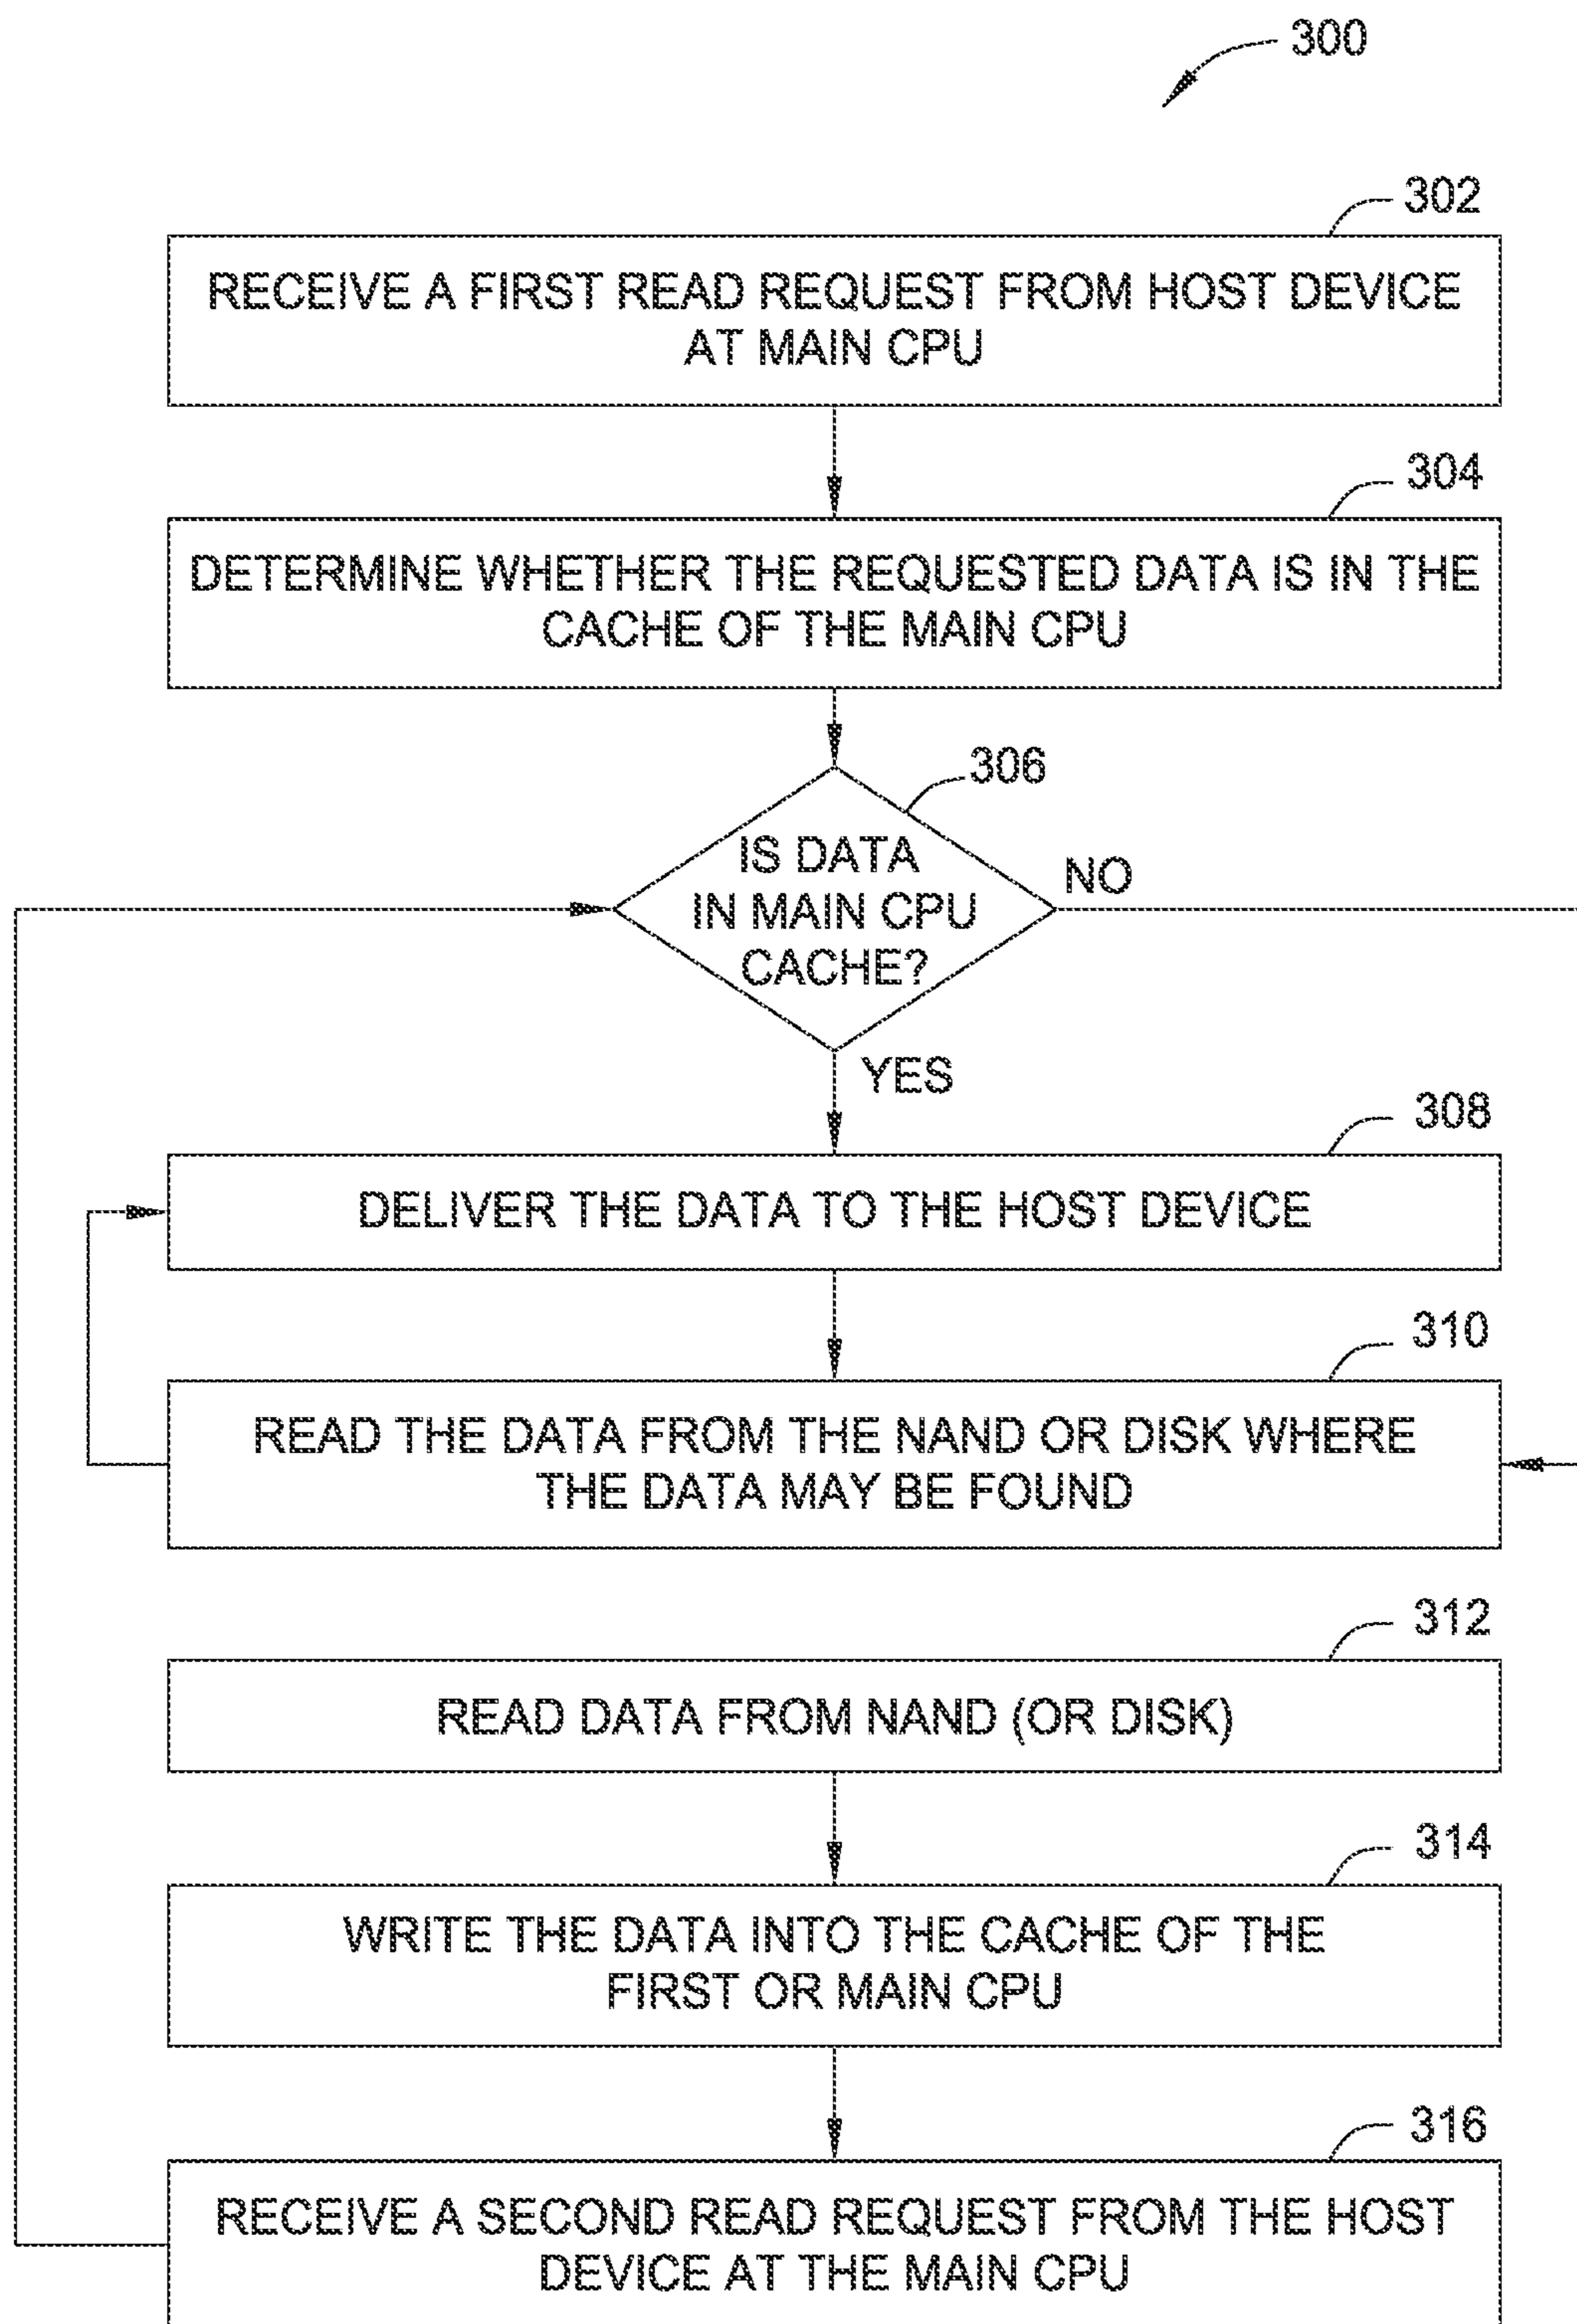 300
302
RECEIVE A FIRST READ REQUEST FROM HOST DEVICE
AT MAIN CPU
304
DETERMINE WHETHER THE REQUESTED DATA IS IN THE
CACHE OF THE MAIN CPU
306
IS DATA
IN MAIN CPU
CACHE?
NO
YES
308
DELIVER THE DATA TO THE HOST DEVICE
310
READ THE DATA FROM THE NAND OR DISK WHERE
THE DATA MAY BE FOUND
312
READ DATA FROM NAND (OR DISK)
314
WRITE THE DATA INTO THE CACHE OF THE
FIRST OR MAIN CPU
316
RECEIVE A SECOND READ REQUEST FROM THE HOST
DEVICE AT THE MAIN CPU